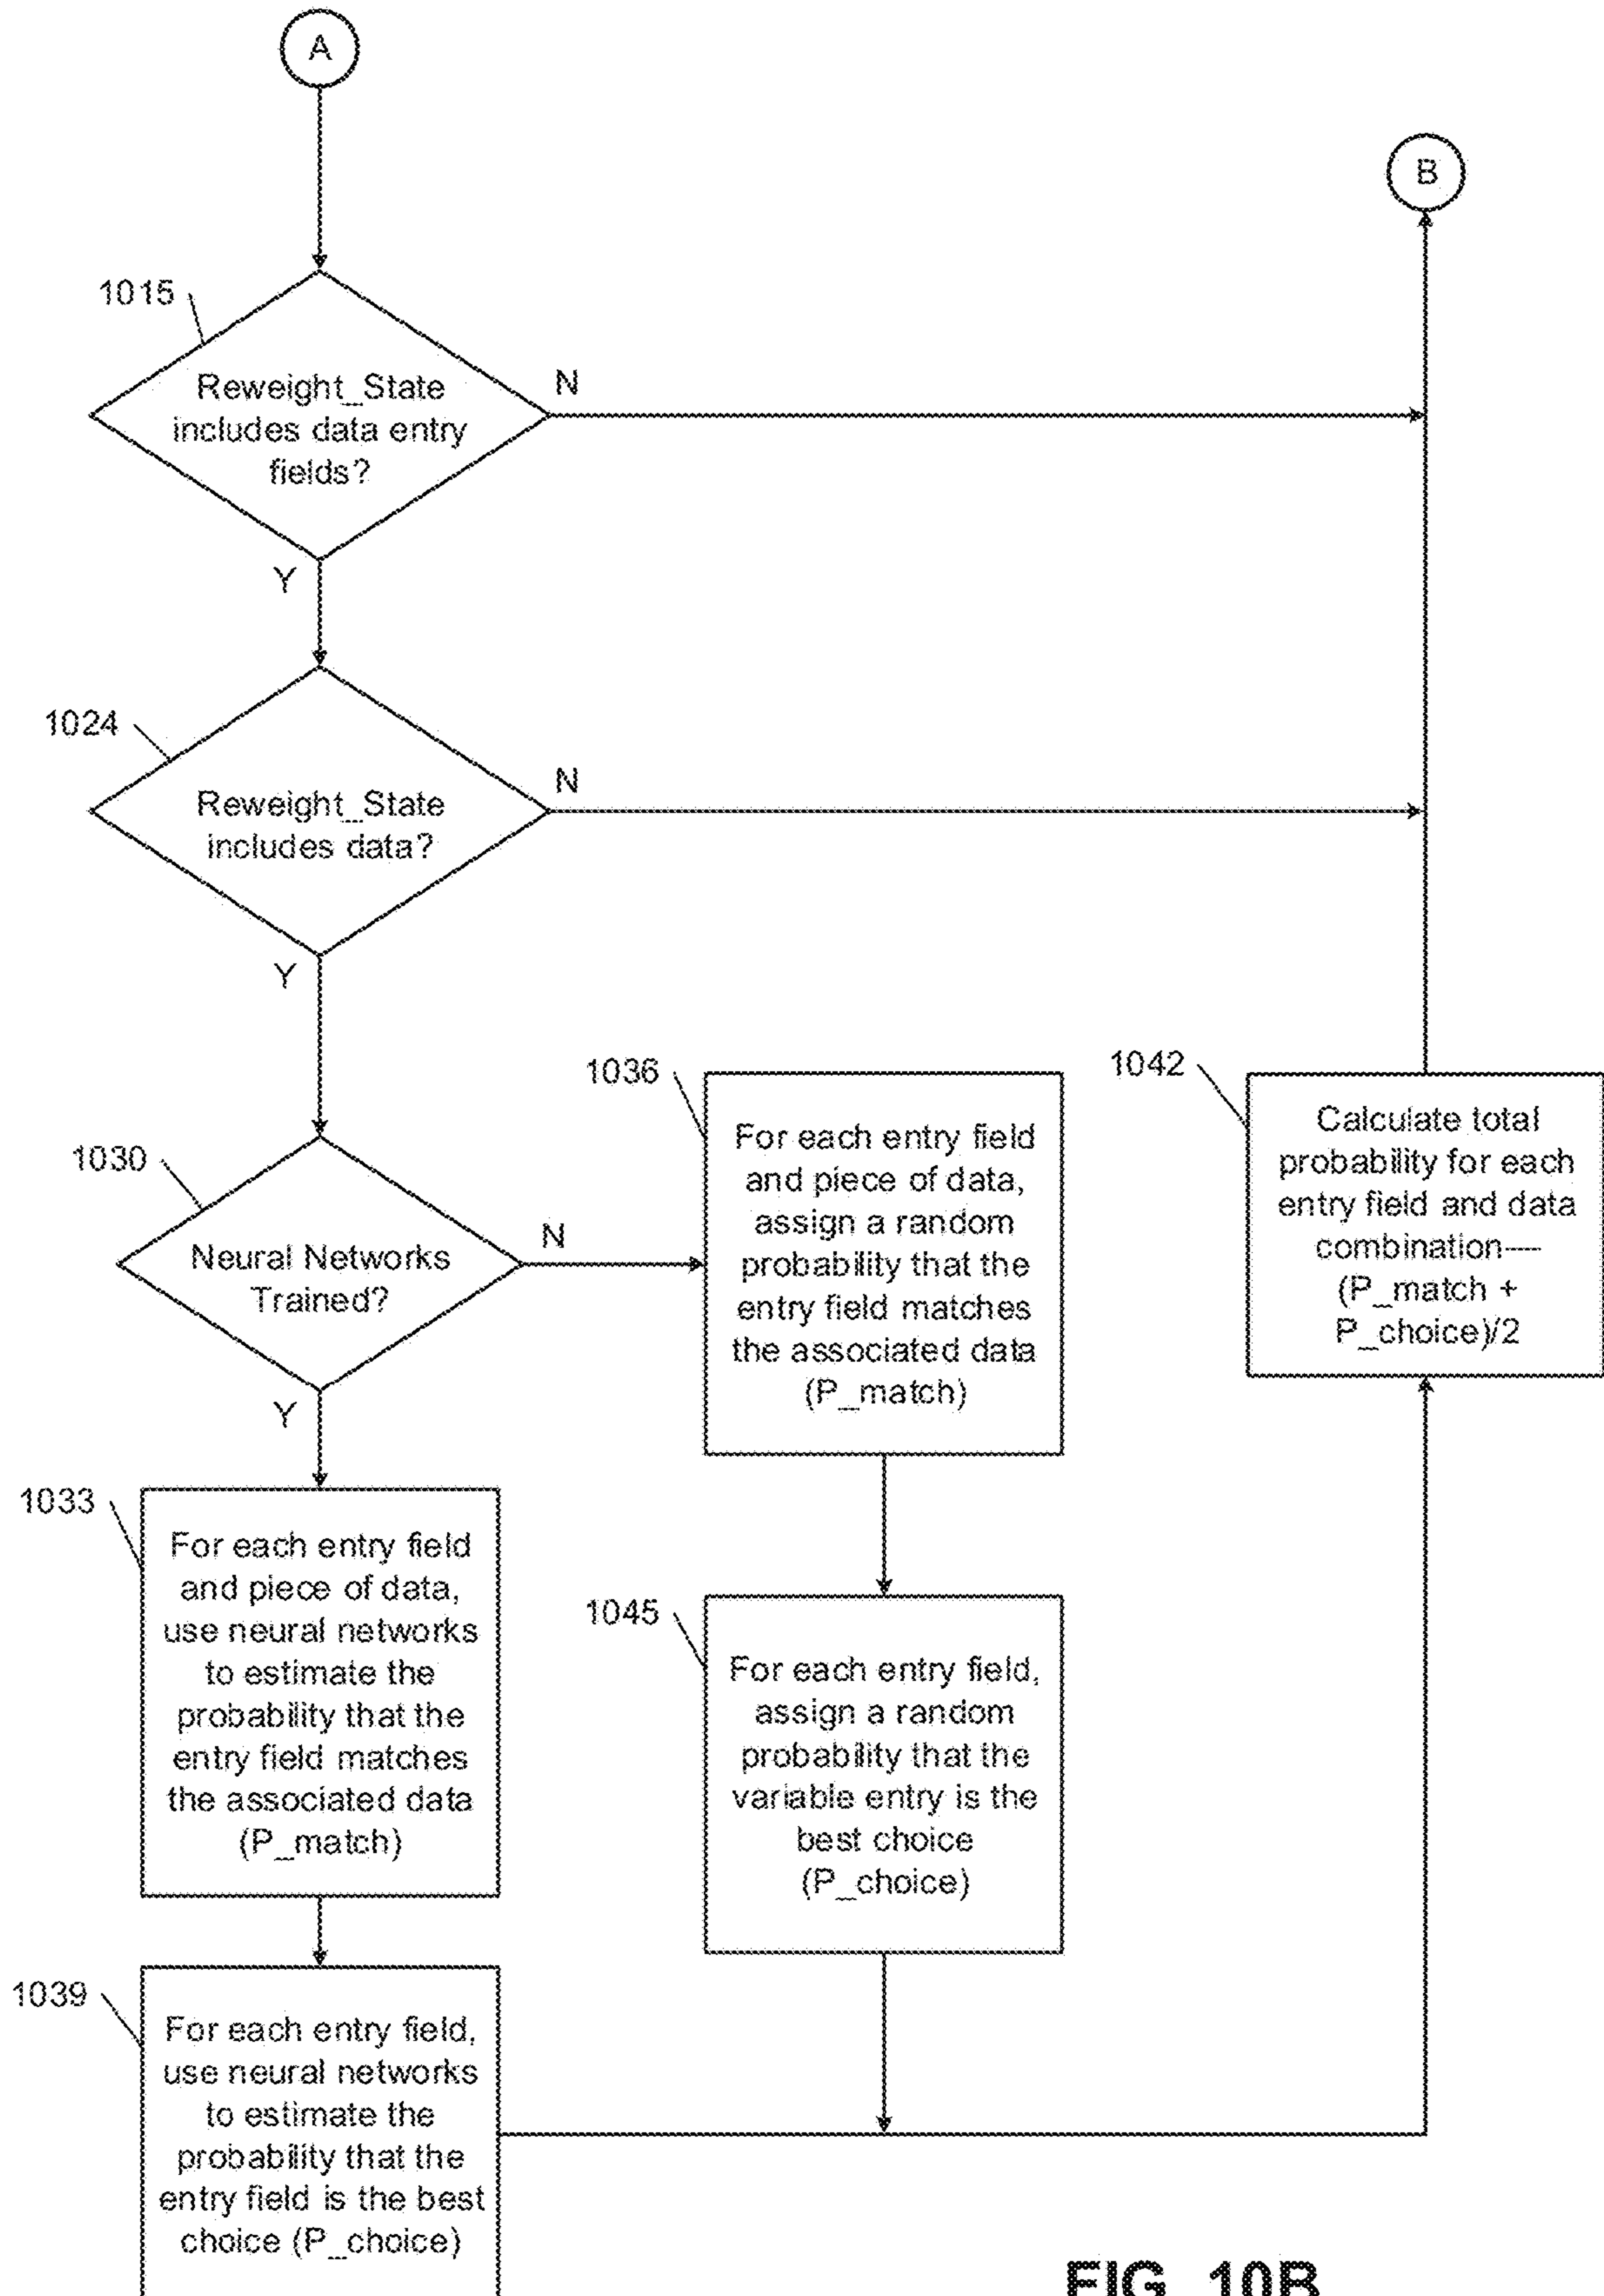 A
B
1015
Reweight_State
includes data entry
fields?
N
Y
1024
Reweight_State
includes data?
N
Y
1030
Neural Networks
Trained?
N
Y
1036
For each entry field
and piece of data,
assign a random
probability that the
entry field matches
the associated data
(P_match)
1042
Calculate total
probability for each
entry field and data
combination----
(P_match +
P_choice)/2
1033
For each entry field
and piece of data,
use neural networks
to estimate the
probability that the
entry field matches
the associated data
(P_match)
1045
For each entry field,
assign a random
probability that the
variable entry is the
best choice
(P_choice)
1039
For each entry field,
use neural networks
to estimate the
probability that the
entry field is the best
choice (P_choice)
FIG. 10B